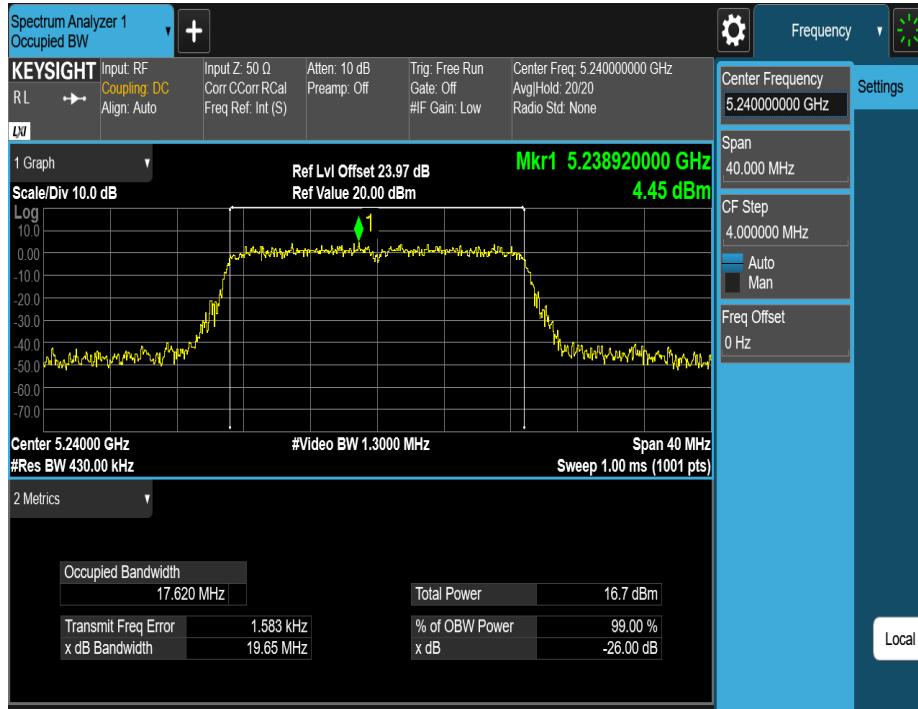 Spectrum Analyzer 1
Occupied BW
+
Frequency
KEYSIGHT
R L
LXI
Input: RF
Coupling: DC
Align: Auto
Input Z: 50 Ω
Corr CCorr RCal
Freq Ref: Int (S)
Atten: 10 dB
Preamp: Off
Trig: Free Run
Gate: Off
#IF Gain: Low
Center Freq: 5.240000000 GHz
Avg|Hold: 20/20
Radio Std: None
Center Frequency
5.240000000 GHz
Settings
Span
40.000 MHz
CF Step
4.000000 MHz
Auto
Man
Freq Offset
0 Hz
Local
1 Graph
Scale/Div 10.0 dB
Ref Lvl Offset 23.97 dB
Ref Value 20.00 dBm
Mkr1 5.238920000 GHz
4.45 dBm
Log
1
10.0
0.00
-10.0
-20.0
-30.0
-40.0
-50.0
-60.0
-70.0
Center 5.24000 GHz
#Video BW 1.3000 MHz
Span 40 MHz
#Res BW 430.00 kHz
Sweep 1.00 ms (1001 pts)
2 Metrics
Occupied Bandwidth
17.620 MHz
Total Power 16.7 dBm
Transmit Freq Error 1.583 kHz
% of OBW Power 99.00 %
x dB Bandwidth 19.65 MHz
x dB -26.00 dB